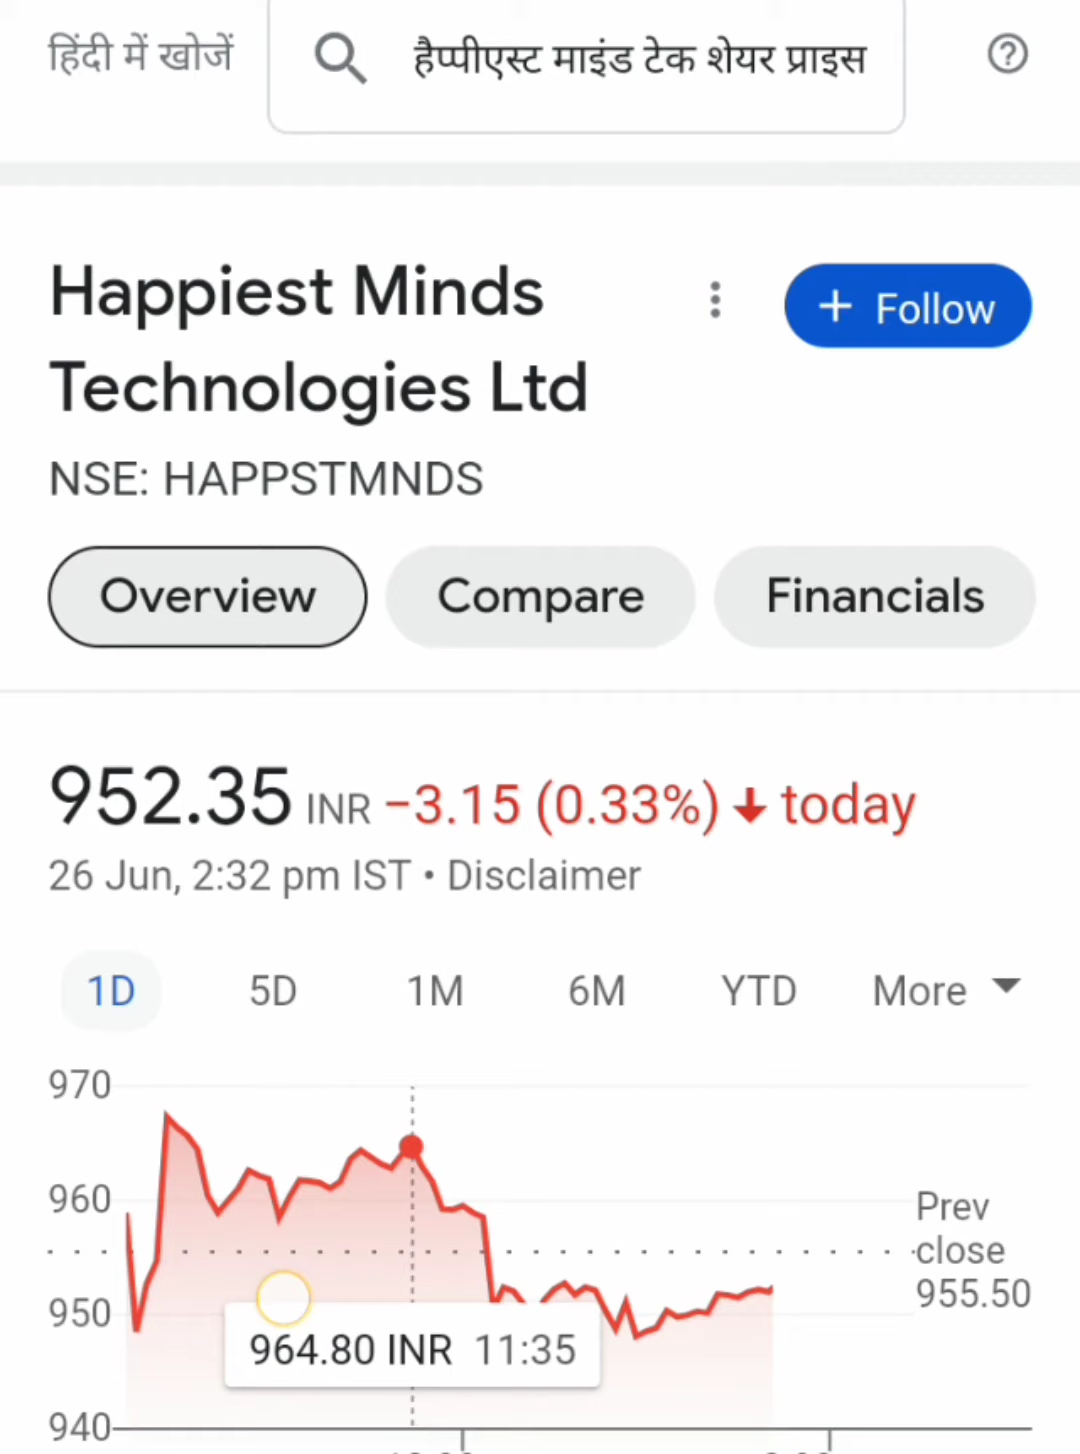 हिंदी में खोजें
हैप्पीएस्ट माइंड टेक शेयर प्राइस
Happiest Minds
Technologies Ltd
+ Follow
NSE: HAPPSTMNDS
Overview
Compare
Financials
952.35 INR −3.15 (0.33%) ↓ today
26 Jun, 2:32 pm IST • Disclaimer
1D
5D
1M
6M
YTD
More
970
960
Prev
close
955.50
950
964.80 INR 11:35
940